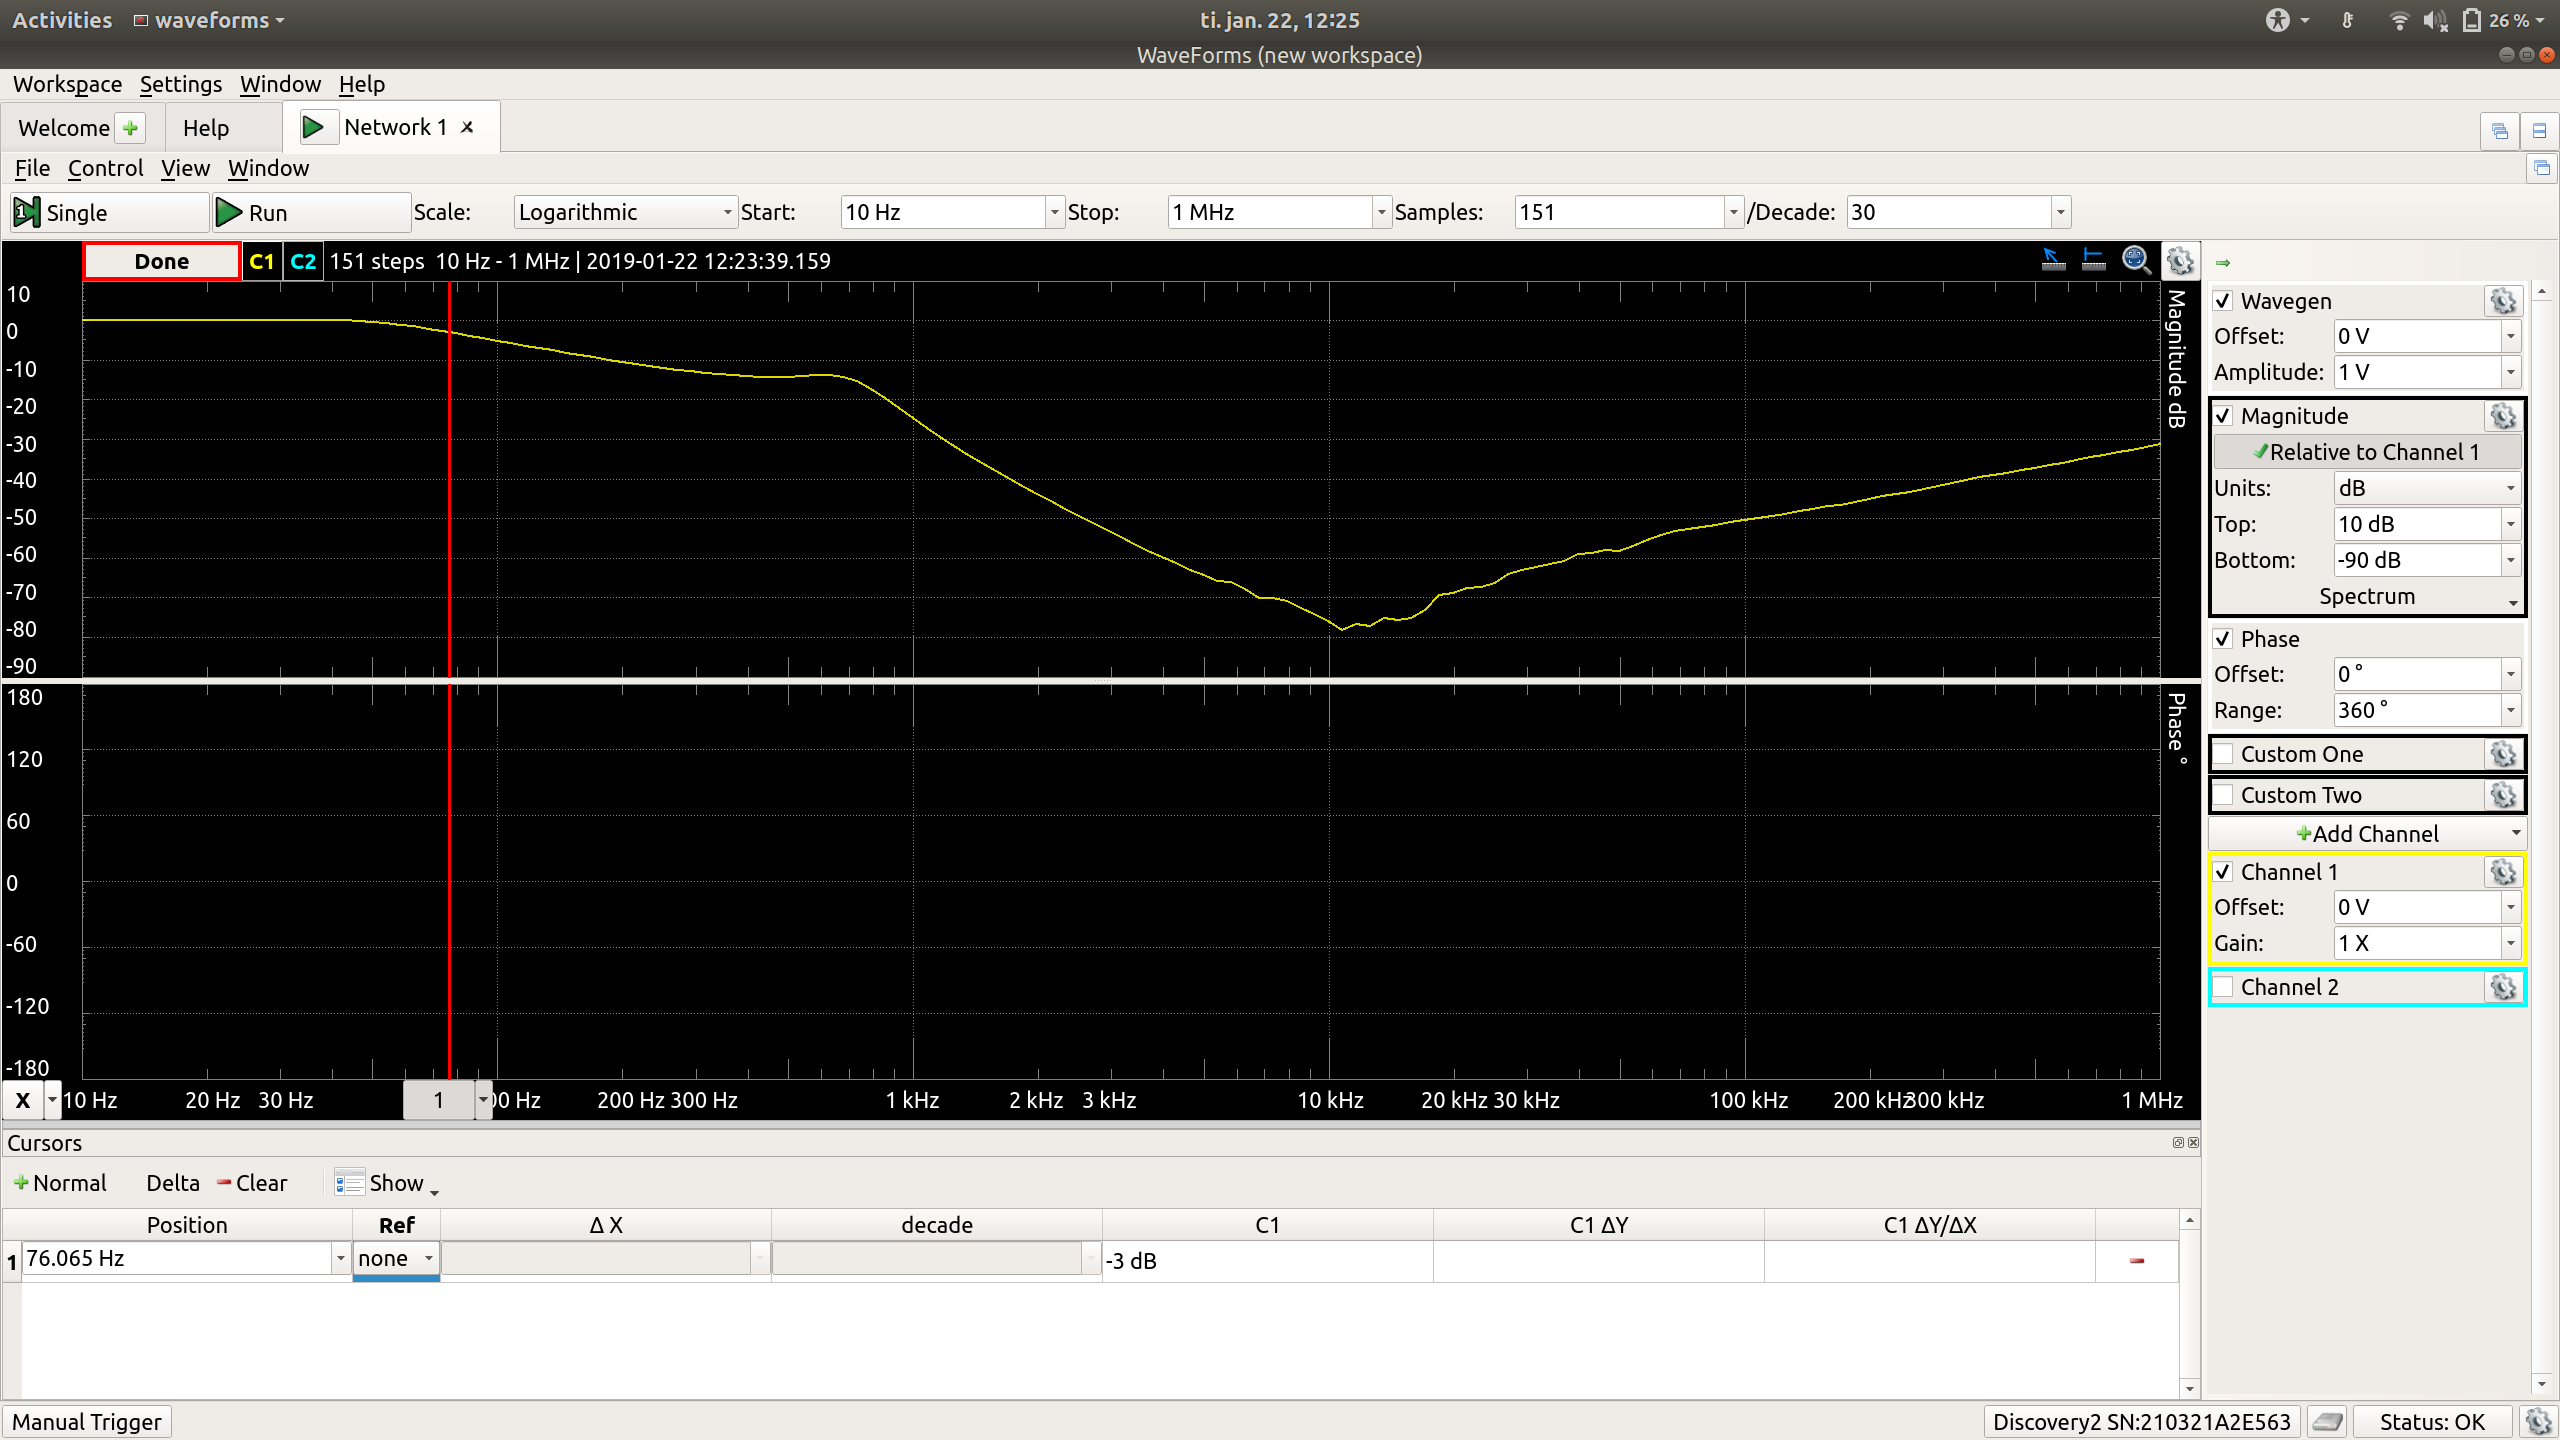 Activities waveforms ti. jan. 22, 12:25 26 %
WaveForms (new workspace)
Workspace Settings Window Help
Welcome Help Network 1
File Control View Window
Single Run Scale: Logarithmic Start: 10 Hz Stop: 1 MHz Samples: 151 /Decade: 30
Done C1 C2 151 steps 10 Hz - 1 MHz | 2019-01-22 12:23:39.159
10
0
-10
-20
-30
-40
-50
-60
-70
-80
-90
Magnitude dB
180
120
60
0
-60
-120
-180
Phase °
X 10 Hz 20 Hz 30 Hz 1 00 Hz 200 Hz 300 Hz 1 kHz 2 kHz 3 kHz 10 kHz 20 kHz 30 kHz 100 kHz 200 kHz 300 kHz 1 MHz
Wavegen
Offset: 0 V
Amplitude: 1 V
Magnitude
Relative to Channel 1
Units: dB
Top: 10 dB
Bottom: -90 dB
Spectrum
Phase
Offset: 0 °
Range: 360 °
Custom One
Custom Two
Add Channel
Channel 1
Offset: 0 V
Gain: 1 X
Channel 2
Cursors
Normal Delta Clear Show
Position Ref Δ X decade C1 C1 ΔY C1 ΔY/ΔX
1 76.065 Hz none -3 dB
Manual Trigger Discovery2 SN:210321A2E563 Status: OK